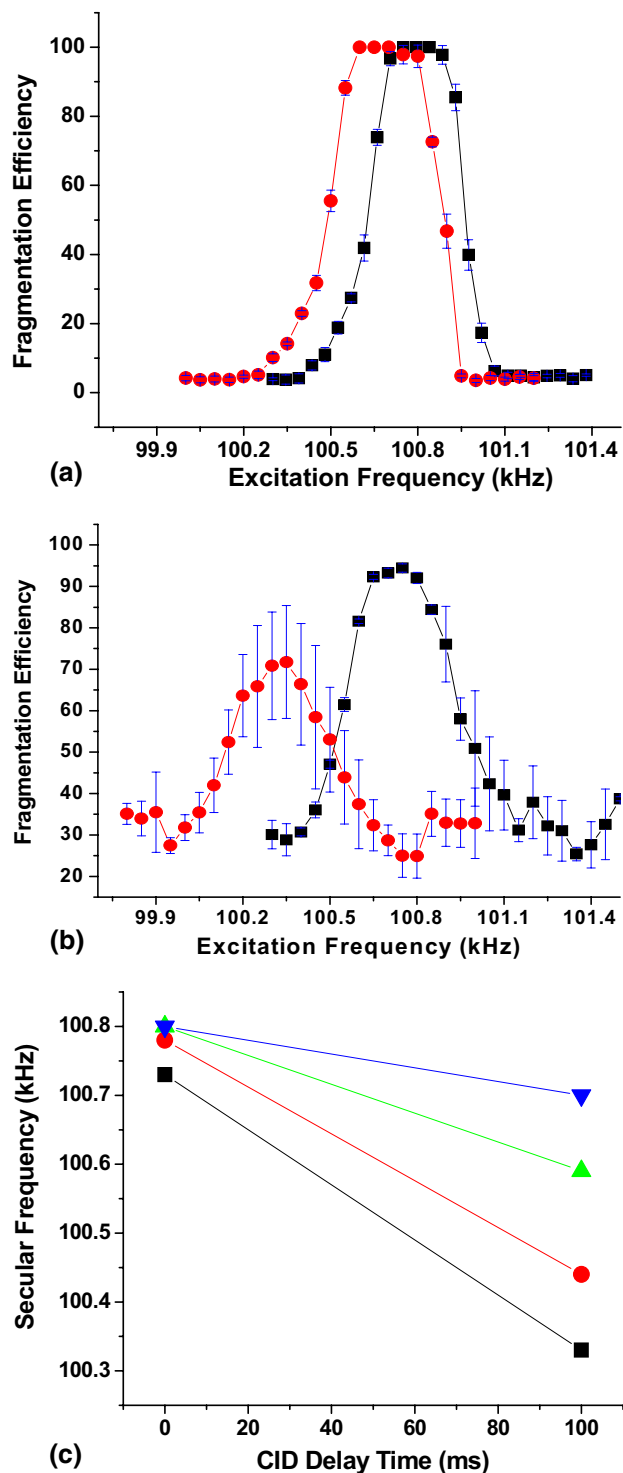 100
80
60
40
20
0
Fragmentation Efficiency
99.9 100.2 100.5 100.8 101.1 101.4
(a) Excitation Frequency (kHz)
100
90
80
70
60
50
40
30
20
Fragmentation Efficiency
99.9 100.2 100.5 100.8 101.1 101.4
(b) Excitation Frequency (kHz)
100.8
100.7
100.6
100.5
100.4
100.3
Secular Frequency (kHz)
0 20 40 60 80 100
(c) CID Delay Time (ms)